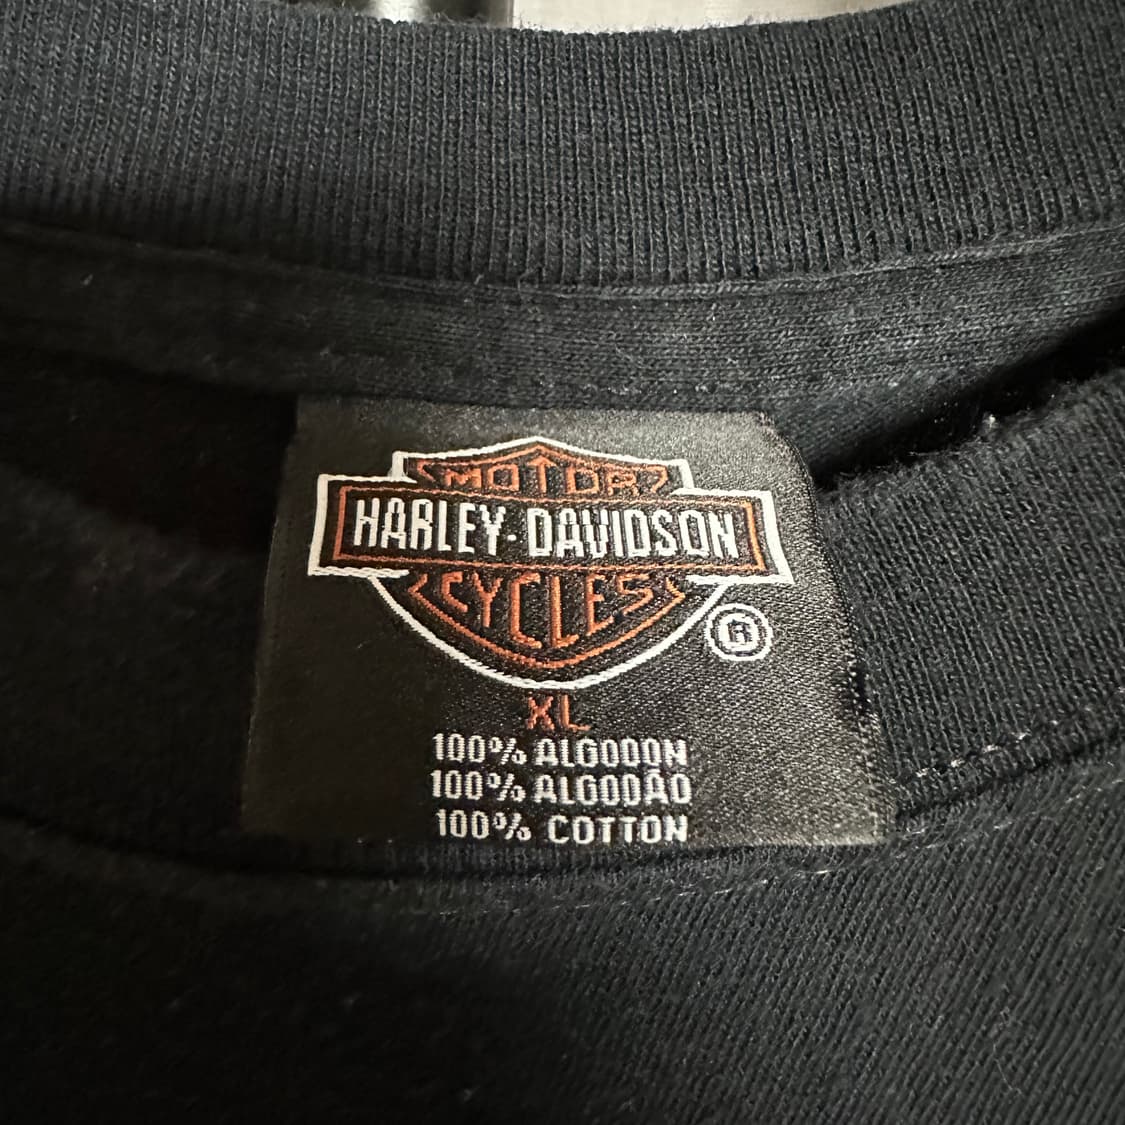 MOTOR
HARLEY-DAVIDSON
CYCLES
®
XL
100% ALGODON
100% ALGODÃO
100% COTTON